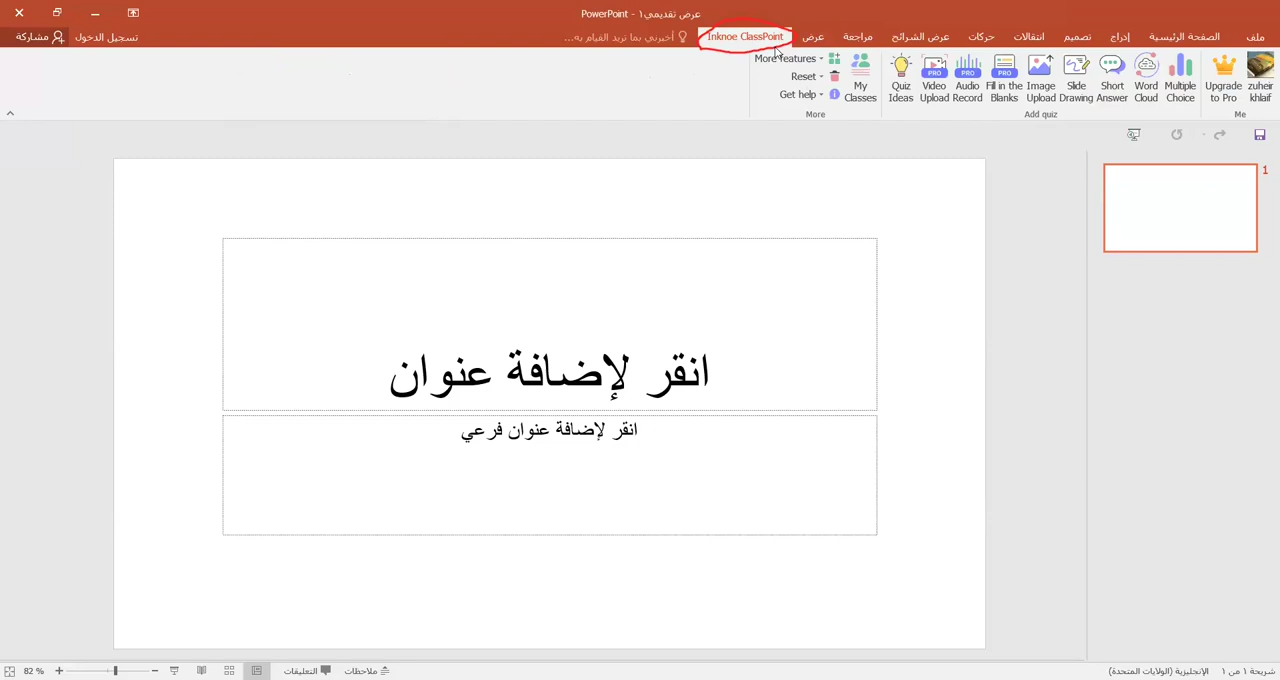 عرض تقديمي١ - PowerPoint
ملف
الصفحة الرئيسية
إدراج
تصميم
انتقالات
حركات
عرض الشرائح
مراجعة
عرض
Inknoe ClassPoint
أخبرني بما تريد القيام به...
تسجيل الدخول
مشاركة
zuheir khlaif
Upgrade to Pro
Me
Multiple Choice
Word Cloud
Short Answer
Slide Drawing
Image Upload
Fill in the Blanks
PRO
Audio Record
PRO
Video Upload
PRO
Quiz Ideas
Add quiz
My Classes
More features
Reset
Get help
More
1
انقر لإضافة عنوان
انقر لإضافة عنوان فرعي
شريحة ١ من ١
الإنجليزية (الولايات المتحدة)
ملاحظات
التعليقات
82 %